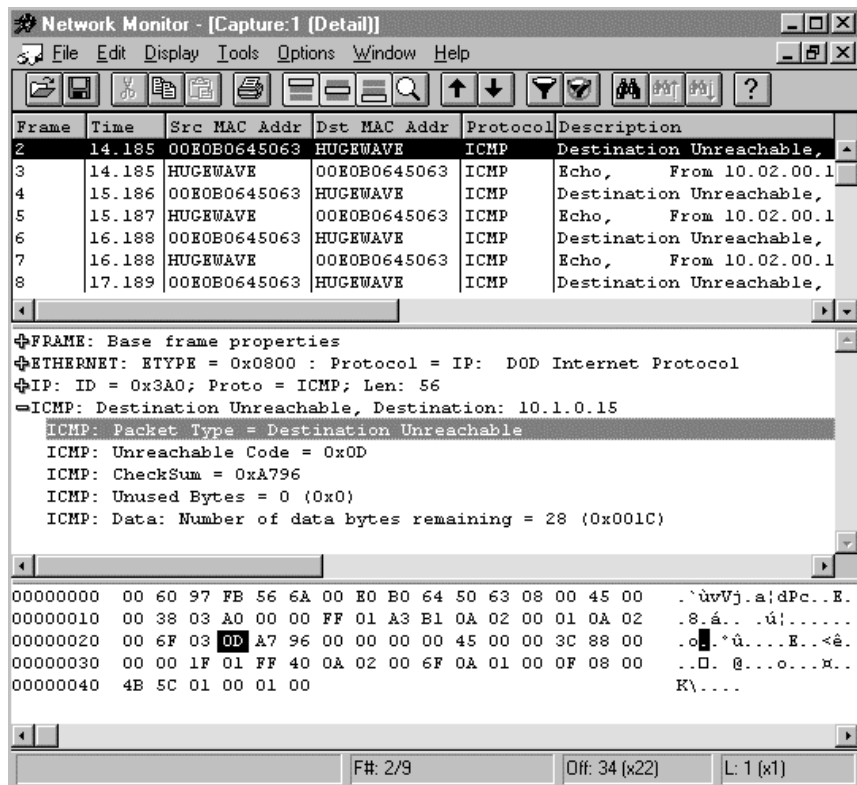 Network Monitor - [Capture:1 (Detail)]
File Edit Display Tools Options Window Help
Frame Time Src MAC Addr Dst MAC Addr Protocol Description
2 14.185 00E0B0645063 HUGEWAVE ICMP Destination Unreachable,
3 14.185 HUGEWAVE 00E0B0645063 ICMP Echo, From 10.02.00.1
4 15.186 00E0B0645063 HUGEWAVE ICMP Destination Unreachable,
5 15.187 HUGEWAVE 00E0B0645063 ICMP Echo, From 10.02.00.1
6 16.188 00E0B0645063 HUGEWAVE ICMP Destination Unreachable,
7 16.188 HUGEWAVE 00E0B0645063 ICMP Echo, From 10.02.00.1
8 17.189 00E0B0645063 HUGEWAVE ICMP Destination Unreachable,
FRAME: Base frame properties
ETHERNET: ETYPE = 0x0800 : Protocol = IP: DOD Internet Protocol
IP: ID = 0x3A0; Proto = ICMP; Len: 56
ICMP: Destination Unreachable, Destination: 10.1.0.15
ICMP: Packet Type = Destination Unreachable
ICMP: Unreachable Code = 0x0D
ICMP: CheckSum = 0xA796
ICMP: Unused Bytes = 0 (0x0)
ICMP: Data: Number of data bytes remaining = 28 (0x001C)
00000000 00 60 97 FB 56 6A 00 E0 B0 64 50 63 08 00 45 00 .`ùvVj.a¦dPc..E.
00000010 00 38 03 A0 00 00 FF 01 A3 B1 0A 02 00 01 0A 02 .8.á.. .ú¦......
00000020 00 6F 03 0D A7 96 00 00 00 00 45 00 00 3C 88 00 .o..°û....E..<ê.
00000030 00 00 1F 01 FF 40 0A 02 00 6F 0A 01 00 0F 08 00 ... @...o...¤..
00000040 4B 5C 01 00 01 00 K\....
F#: 2/9 Off: 34 (x22) L: 1 (x1)